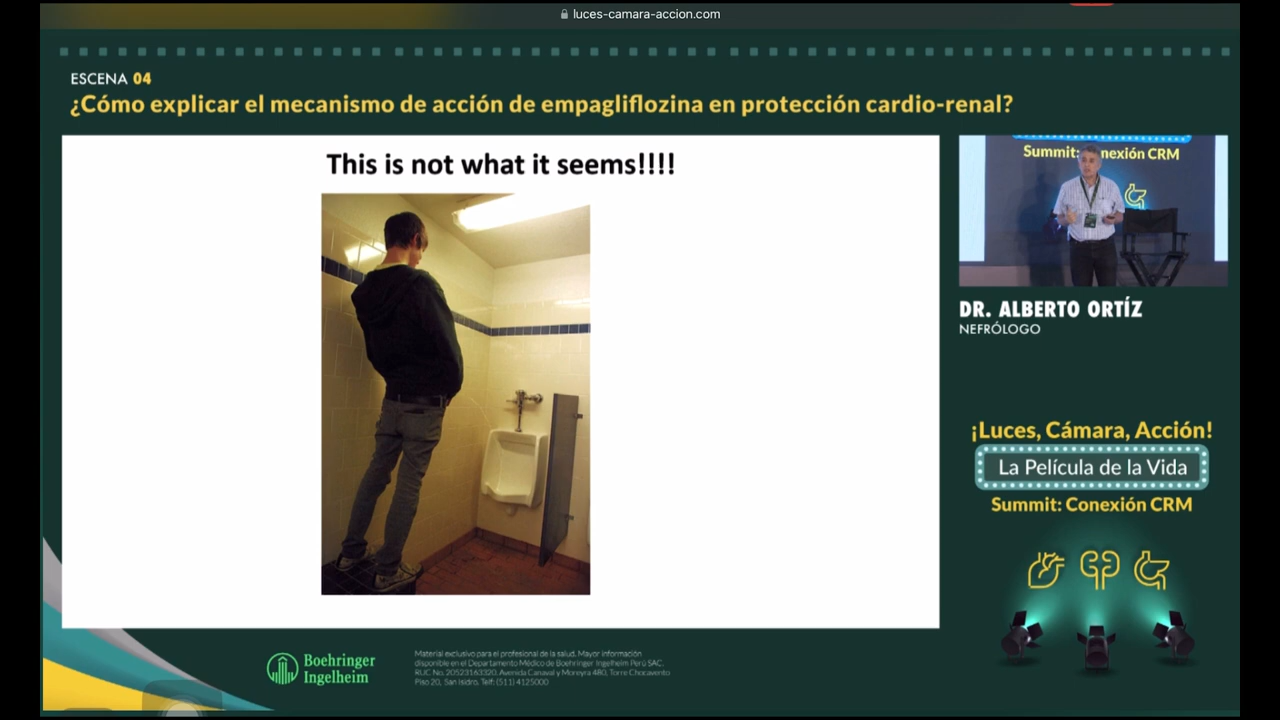 luces-camara-accion.com
ESCENA 04
¿Cómo explicar el mecanismo de acción de empagliflozina en protección cardio-renal?
This is not what it seems!!!!
Summit: Conexión CRM
DR. ALBERTO ORTÍZ
NEFRÓLOGO
¡Luces, Cámara, Acción!
La Película de la Vida
Summit: Conexión CRM
Boehringer
Ingelheim
Material exclusivo para el profesional de la salud. Mayor información
disponible en el Departamento Médico de Boehringer Ingelheim Perú SAC.
RUC No. 20523163320. Avenida Canaval y Moreyra 480, Torre Chocavento
Piso 20, San Isidro, Telf: (511) 4125000